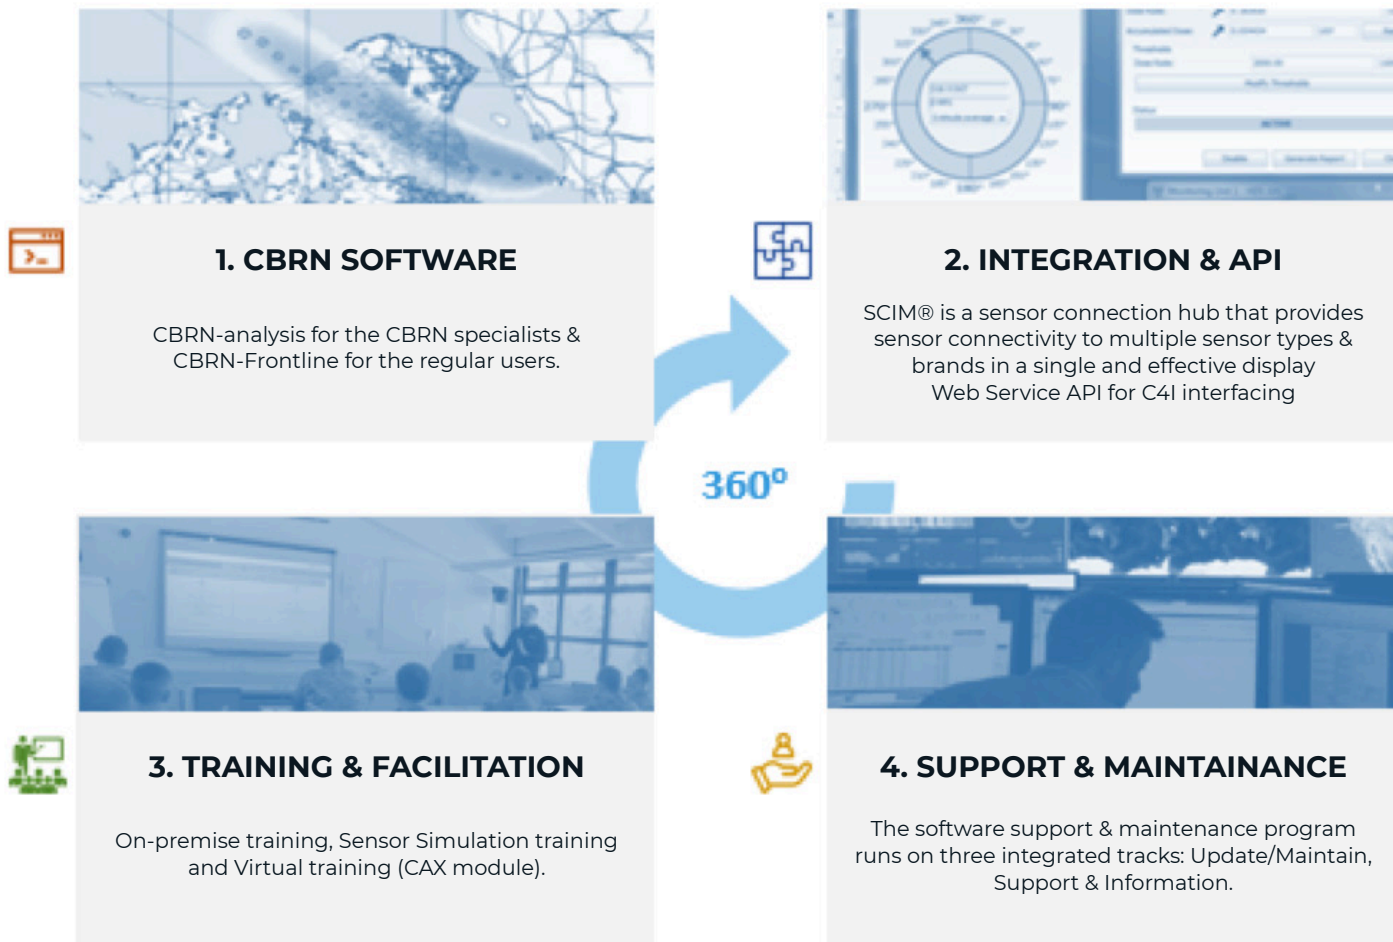 1. CBRN SOFTWARE
CBRN-analysis for the CBRN specialists &
CBRN-Frontline for the regular users.
2. INTEGRATION & API
SCIM® is a sensor connection hub that provides
sensor connectivity to multiple sensor types &
brands in a single and effective display
Web Service API for C4I interfacing
360º
3. TRAINING & FACILITATION
On-premise training, Sensor Simulation training
and Virtual training (CAX module).
4. SUPPORT & MAINTAINANCE
The software support & maintenance program
runs on three integrated tracks: Update/Maintain,
Support & Information.